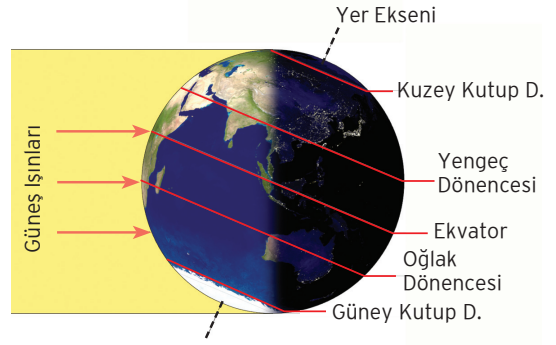 Yer Ekseni
Kuzey Kutup D.
Güneş Işınları
Yengeç
Dönencesi
Ekvator
Oğlak
Dönencesi
Güney Kutup D.